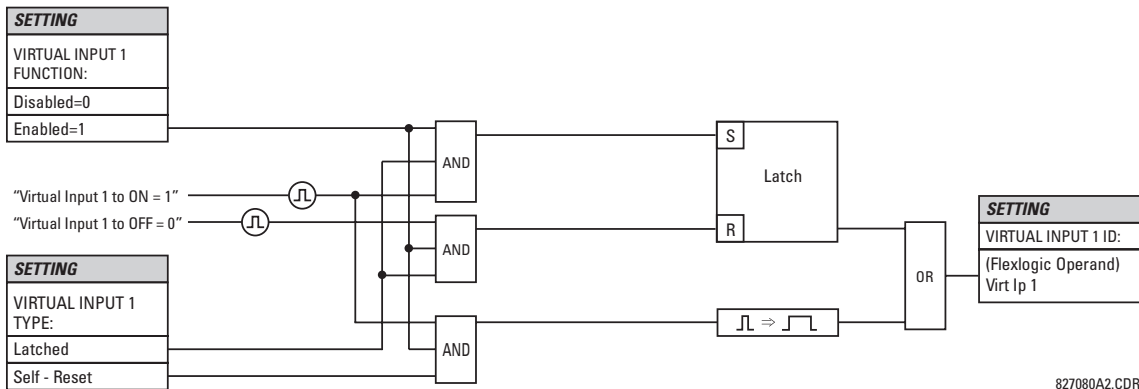 SETTING
VIRTUAL INPUT 1
FUNCTION:
Disabled=0
Enabled=1
"Virtual Input 1 to ON = 1"
"Virtual Input 1 to OFF = 0"
SETTING
VIRTUAL INPUT 1
TYPE:
Latched
Self - Reset
AND
AND
AND
S
Latch
R
OR
SETTING
VIRTUAL INPUT 1 ID:
(Flexlogic Operand)
Virt Ip 1
827080A2.CDR